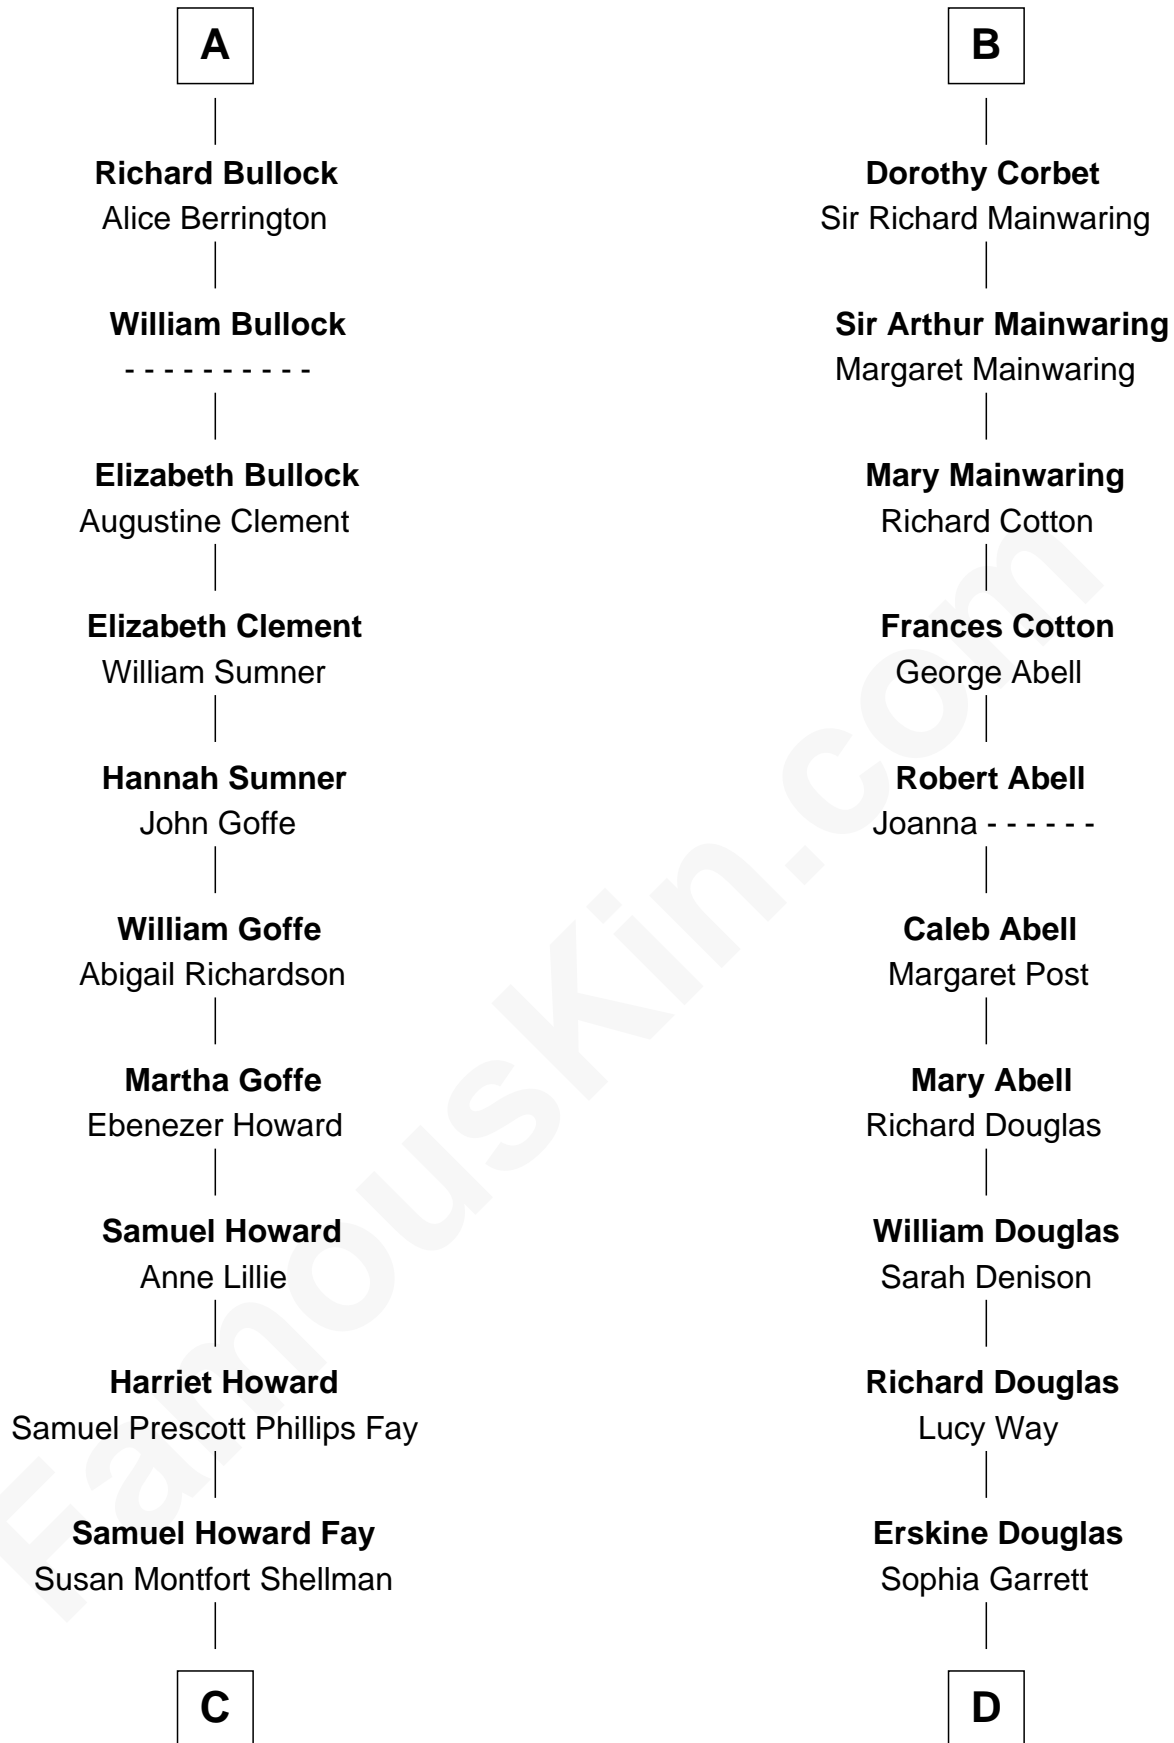 A
Richard Bullock
Alice Berrington
William Bullock
- - - - - - - - - -
Elizabeth Bullock
Augustine Clement
Elizabeth Clement
William Sumner
Hannah Sumner
John Goffe
William Goffe
Abigail Richardson
Martha Goffe
Ebenezer Howard
Samuel Howard
Anne Lillie
Harriet Howard
Samuel Prescott Phillips Fay
Samuel Howard Fay
Susan Montfort Shellman
C
B
Dorothy Corbet
Sir Richard Mainwaring
Sir Arthur Mainwaring
Margaret Mainwaring
Mary Mainwaring
Richard Cotton
Frances Cotton
George Abell
Robert Abell
Joanna - - - - - -
Caleb Abell
Margaret Post
Mary Abell
Richard Douglas
William Douglas
Sarah Denison
Richard Douglas
Lucy Way
Erskine Douglas
Sophia Garrett
D
FamousKin.com